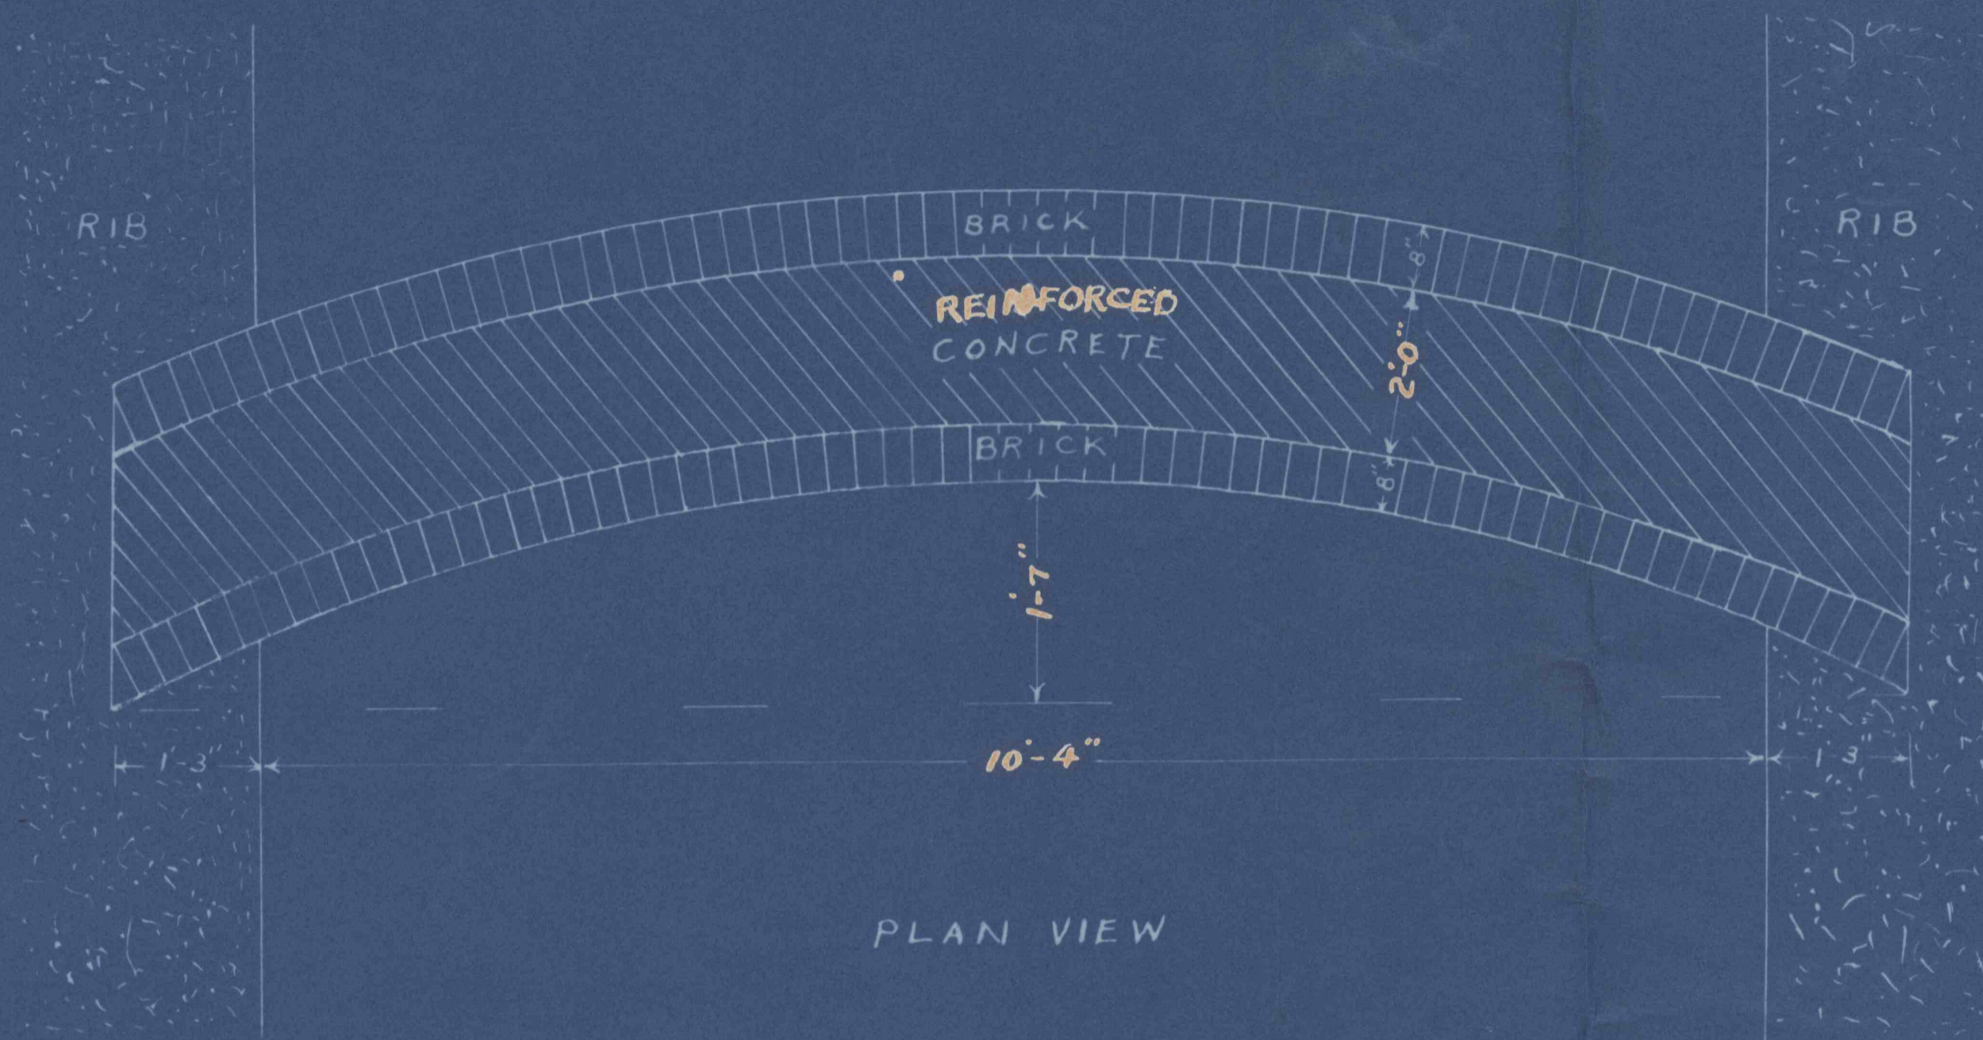 RIB
RIB
BRICK
8"
REINFORCED
CONCRETE
2'-0"
BRICK
8"
1'-7"
1'-3"
10'-4"
1'-3"
PLAN VIEW